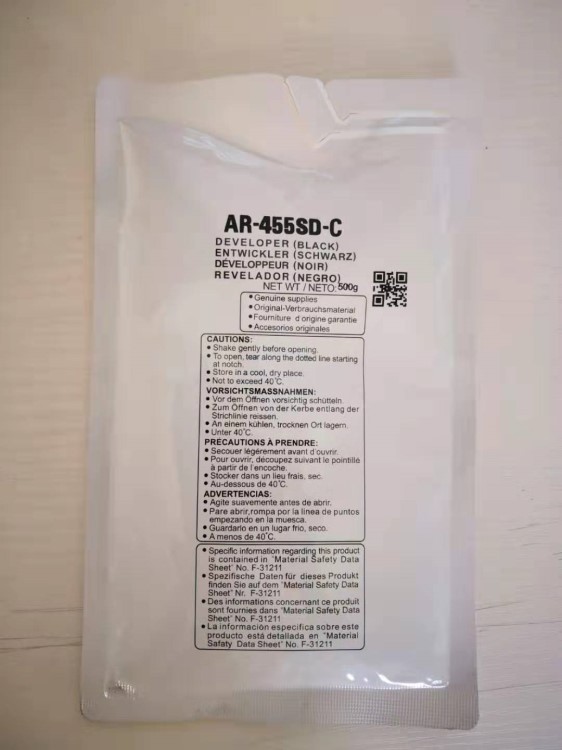 AR-455SD-C
DEVELOPER (BLACK)
ENTWICKLER (SCHWARZ)
DÉVELOPPEUR (NOIR)
REVELADOR (NEGRO)
NET WT / NETO: 500g
• Genuine supplies
• Original-Verbrauchsmaterial
• Fourniture d origine garantie
• Accesorios originales
CAUTIONS:
• Shake gently before opening.
• To open, tear along the dotted line starting
at notch.
• Store in a cool, dry place.
• Not to exceed 40°C.
VORSICHTSMASSNAHMEN:
• Vor dem Öffnen vorsichtig schütteln.
• Zum Öffnen von der Kerbe entlang der
Strichlinie reissen.
• An einem kühlen, trocknen Ort lagern.
• Unter 40°C.
PRÉCAUTIONS À PRENDRE:
• Secouer légèrement avant d'ouvrir.
• Pour ouvrir, découpez suivant le pointillé
à partir de l'encoche.
• Stocker dans un lieu frais, sec.
• Au-dessous de 40°C.
ADVERTENCIAS:
• Agite suavemente antes de abrir.
• Pare abrir,rompa por la linea de puntos
empezando en la muesca.
• Guardarlo en un lugar frio, seco.
• A menos de 40°C.
• Specific information regarding this product
is contained in "Material Safety Data
Sheet" No. F-31211
• Spezifische Daten für dieses Produkt
finden Sie auf dem "Material Safety Data
Sheet" Nr. F-31211
• Des informations concernant ce produit
sont fournies dans "Material Safety Data
Sheet" No. F-31211
• La información especifica sobre este
producto está detallada en "Material
Safaty Data Sheet" No. F-31211